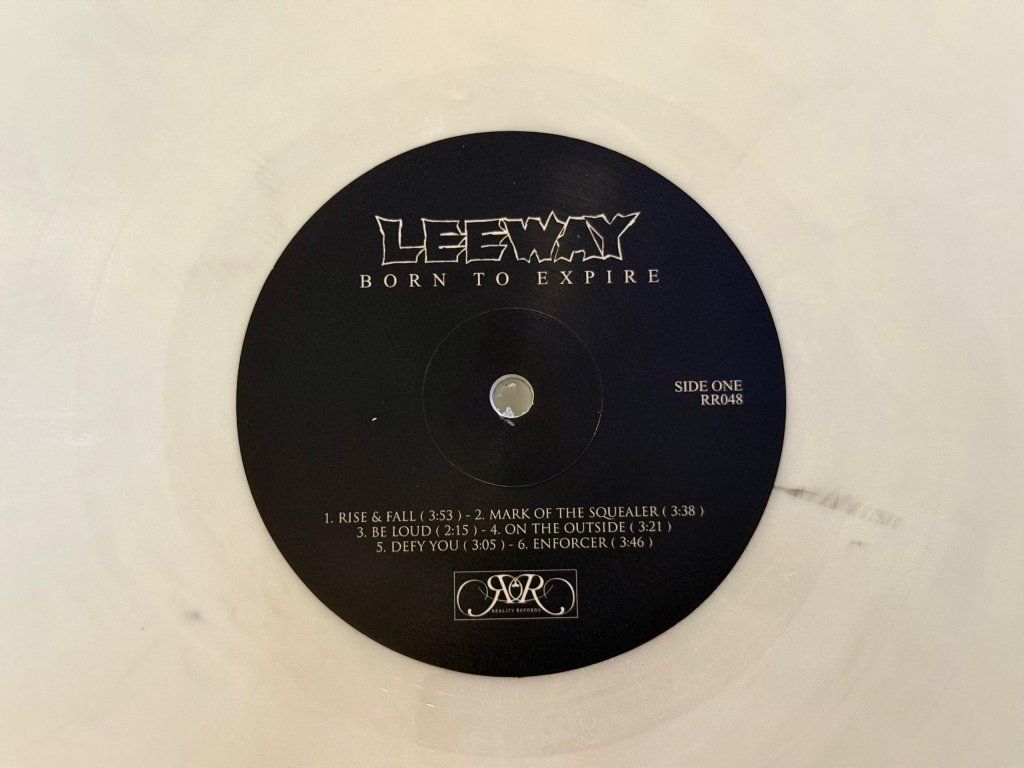 LEEWAY
BORN TO EXPIRE
SIDE ONE
RR048
1. RISE & FALL ( 3:53 ) - 2. MARK OF THE SQUEALER ( 3:38 )
3. BE LOUD ( 2:15 ) - 4. ON THE OUTSIDE ( 3:21 )
5. DEFY YOU ( 3:05 ) - 6. ENFORCER ( 3:46 )
RR
REALITY RECORDS